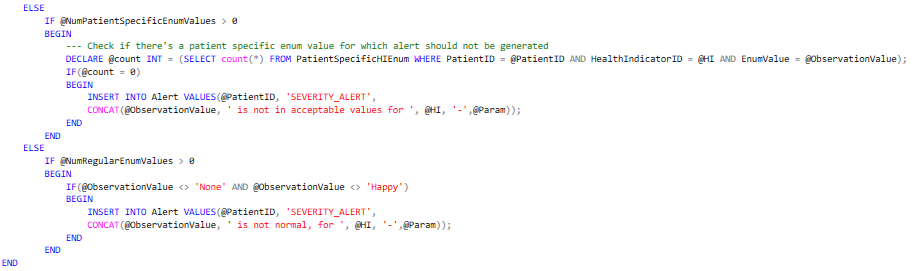 ELSE
IF @NumPatientSpecificEnumValues > 0
BEGIN
--- Check if there's a patient specific enum value for which alert should not be generated
DECLARE @count INT = (SELECT count(*) FROM PatientSpecificHIEnum WHERE PatientID = @PatientID AND HealthIndicatorID = @HI AND EnumValue = @ObservationValue);
IF(@count = 0)
BEGIN
INSERT INTO Alert VALUES(@PatientID, 'SEVERITY_ALERT',
CONCAT(@ObservationValue, ' is not in acceptable values for ', @HI, '-',@Param));
END
END
ELSE
IF @NumRegularEnumValues > 0
BEGIN
IF(@ObservationValue <> 'None' AND @ObservationValue <> 'Happy')
BEGIN
INSERT INTO Alert VALUES(@PatientID, 'SEVERITY_ALERT',
CONCAT(@ObservationValue, ' is not normal, for ', @HI, '-',@Param));
END
END
END